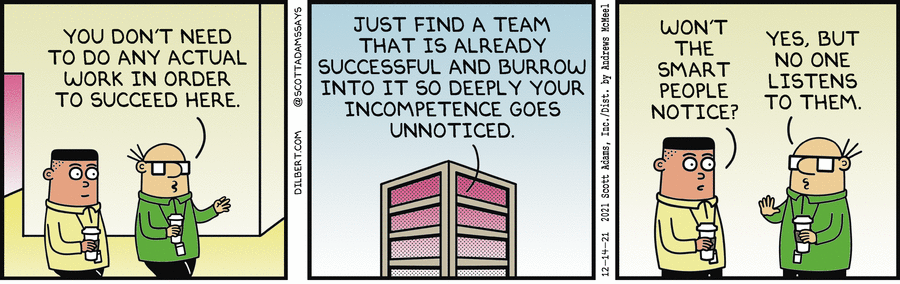 YOU DON'T NEED
TO DO ANY ACTUAL
WORK IN ORDER
TO SUCCEED HERE.
DILBERT.COM @SCOTTADAMSSAYS
JUST FIND A TEAM
THAT IS ALREADY
SUCCESSFUL AND BURROW
INTO IT SO DEEPLY YOUR
INCOMPETENCE GOES
UNNOTICED.
12-14-21 2021 Scott Adams, Inc./Dist. by Andrews McMeel
WON'T
THE
SMART
PEOPLE
NOTICE?
YES, BUT
NO ONE
LISTENS
TO THEM.